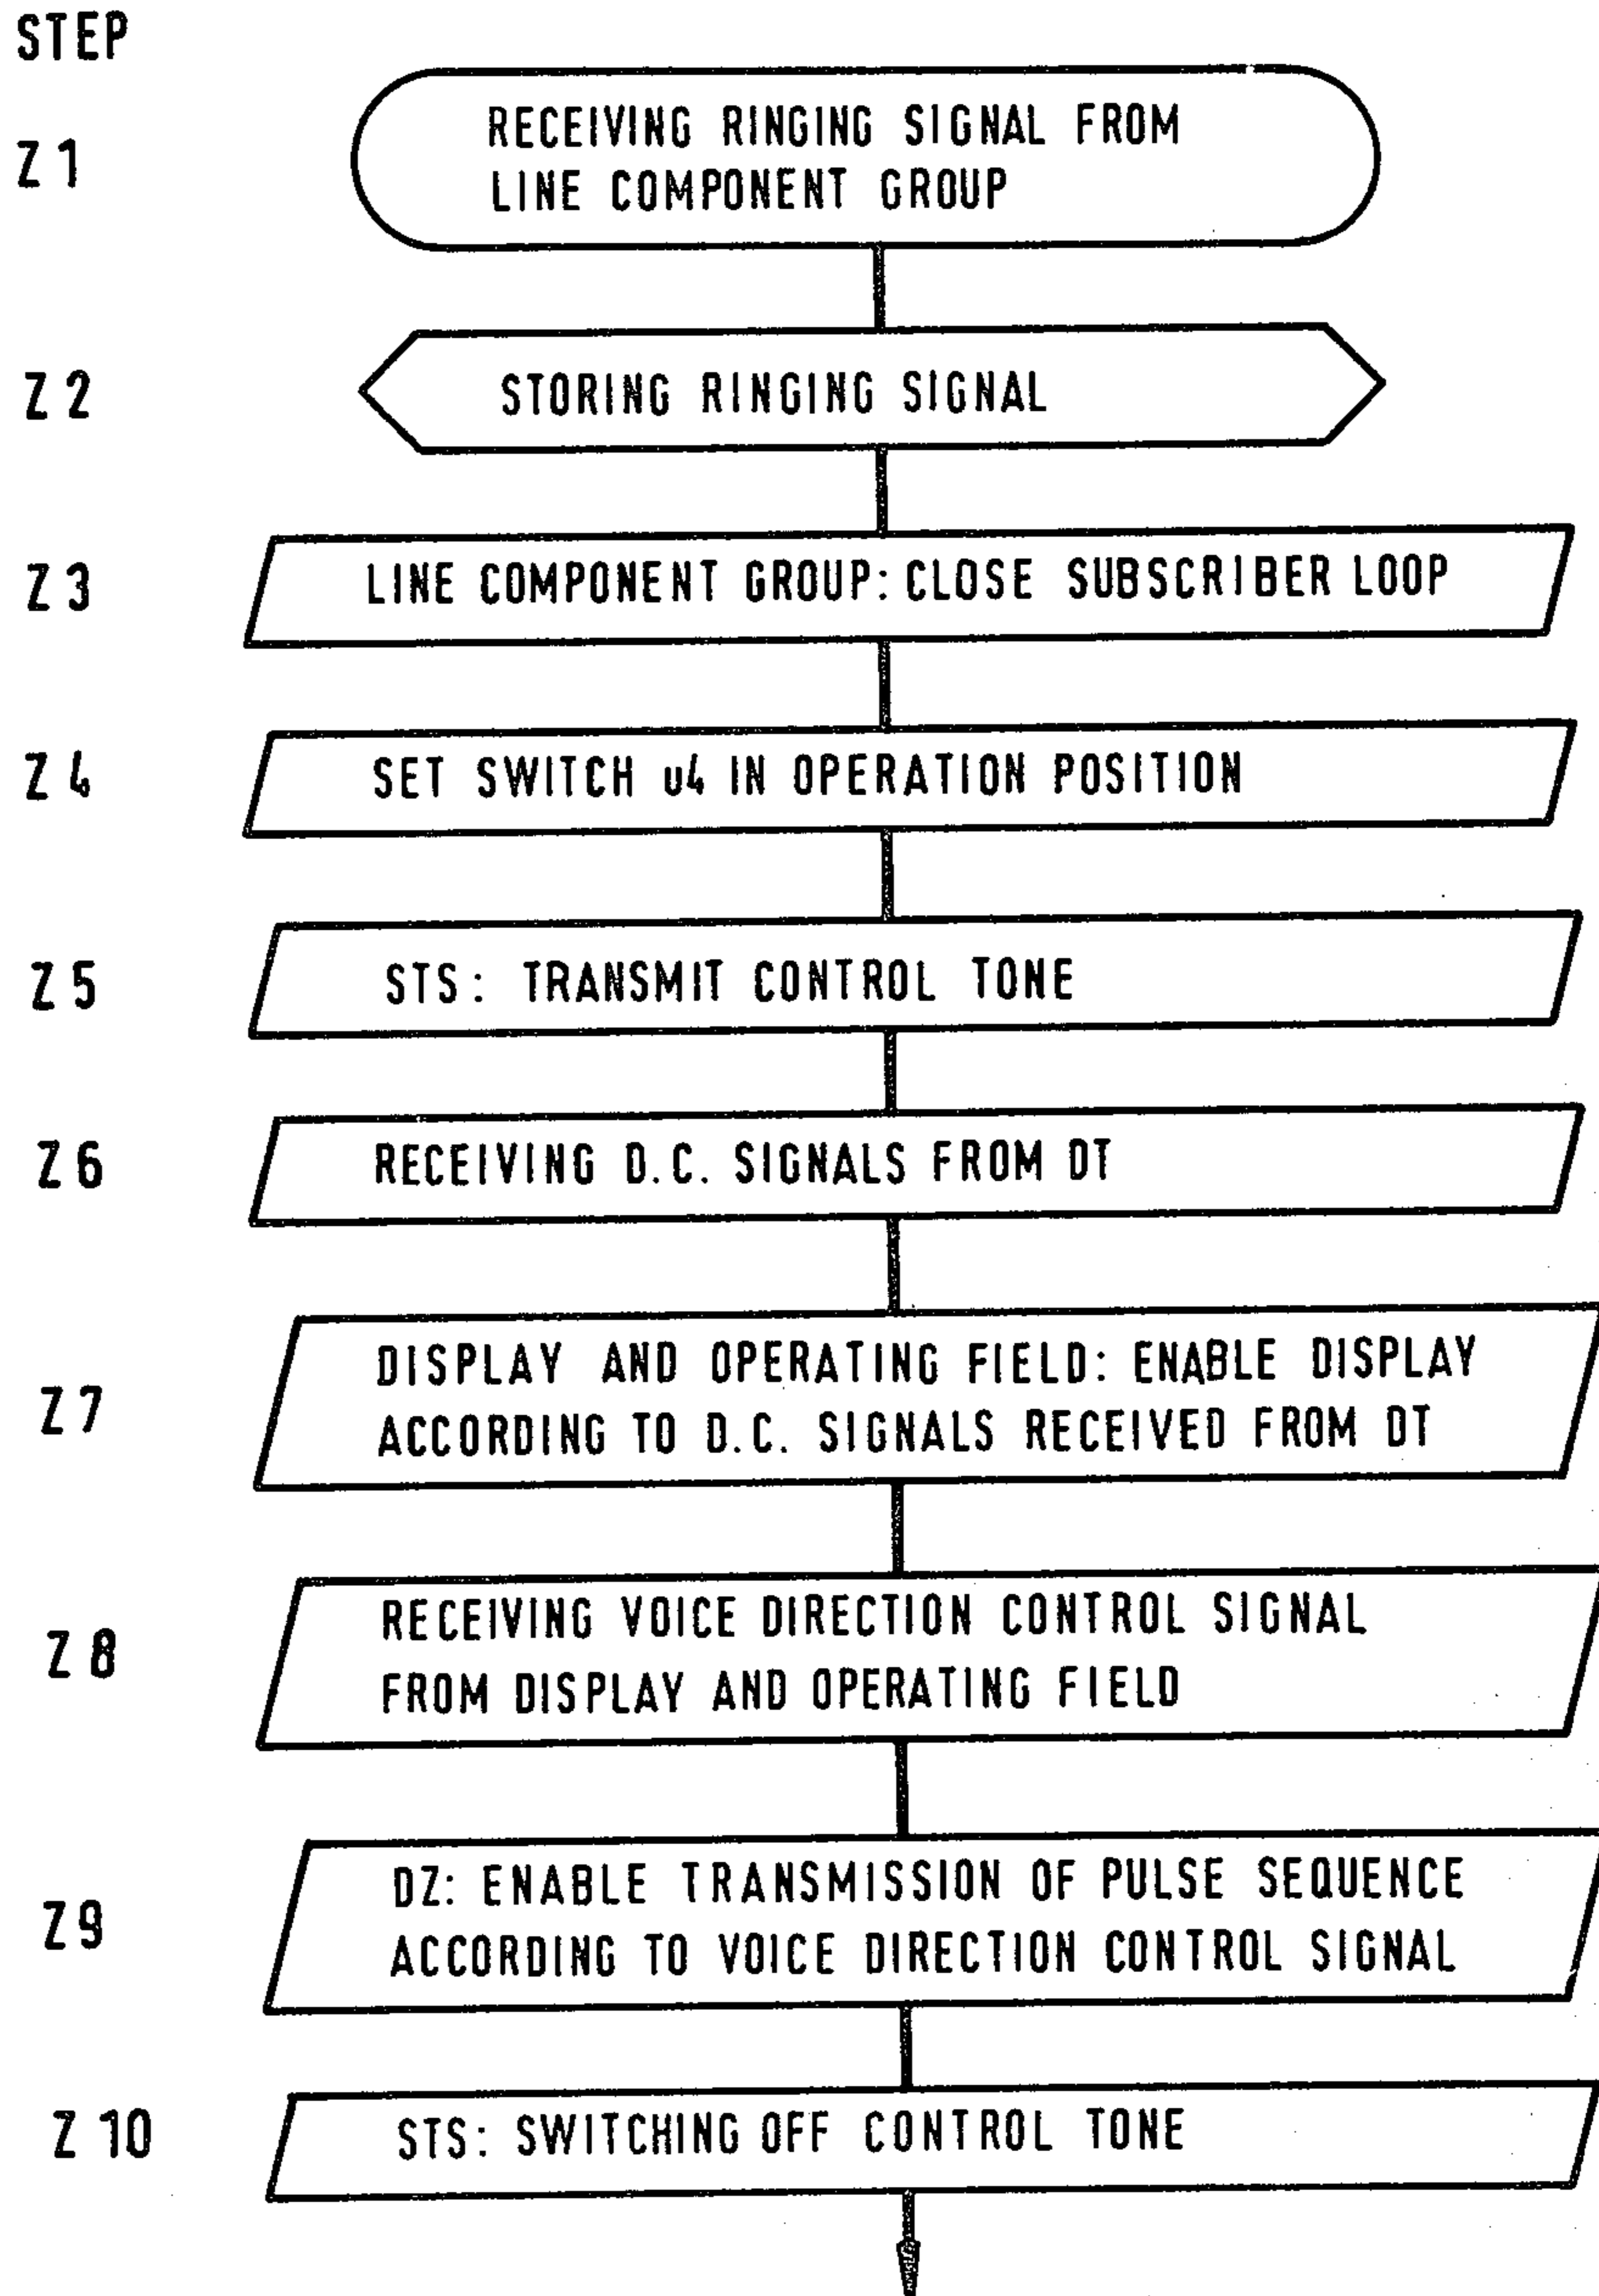 STEP
Z 1
RECEIVING RINGING SIGNAL FROM
LINE COMPONENT GROUP
Z 2
STORING RINGING SIGNAL
Z 3
LINE COMPONENT GROUP: CLOSE SUBSCRIBER LOOP
Z 4
SET SWITCH u4 IN OPERATION POSITION
Z 5
STS: TRANSMIT CONTROL TONE
Z 6
RECEIVING D.C. SIGNALS FROM DT
Z 7
DISPLAY AND OPERATING FIELD: ENABLE DISPLAY
ACCORDING TO D.C. SIGNALS RECEIVED FROM DT
Z 8
RECEIVING VOICE DIRECTION CONTROL SIGNAL
FROM DISPLAY AND OPERATING FIELD
Z 9
DZ: ENABLE TRANSMISSION OF PULSE SEQUENCE
ACCORDING TO VOICE DIRECTION CONTROL SIGNAL
Z 10
STS: SWITCHING OFF CONTROL TONE